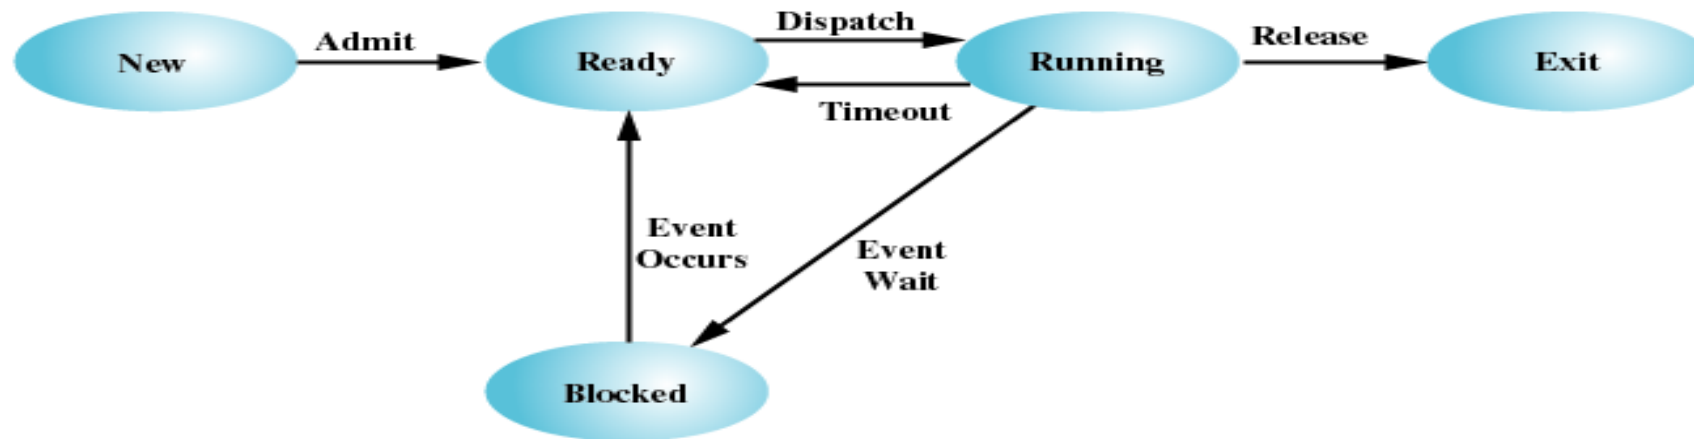 New
Admit
Ready
Dispatch
Timeout
Running
Release
Exit
Event
Occurs
Event
Wait
Blocked